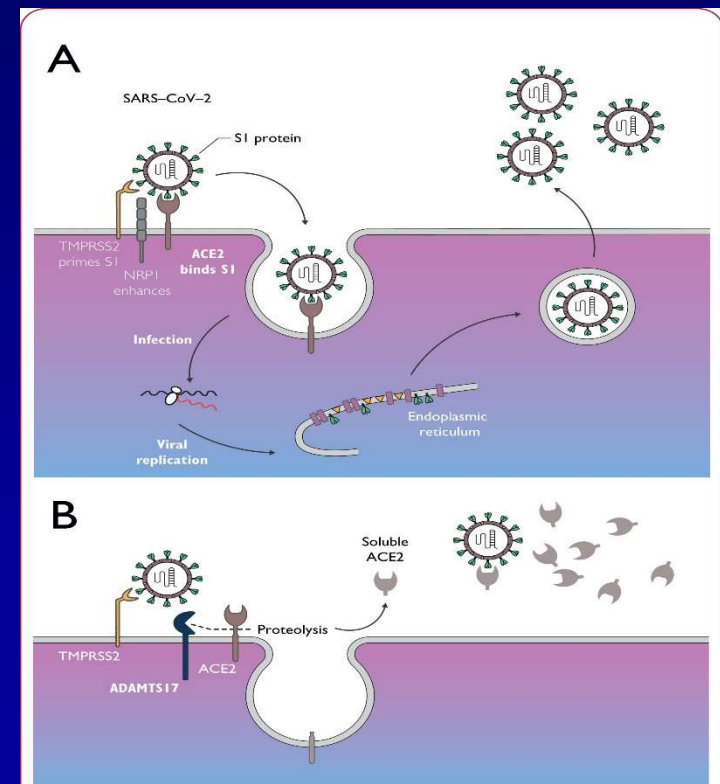 A
SARS–CoV–2
S1 protein
TMPRSS2
primes S1
NRP1
enhances
ACE2
binds S1
Infection
Viral
replication
Endoplasmic
reticulum
B
Soluble
ACE2
Proteolysis
TMPRSS2
ADAMTS17
ACE2